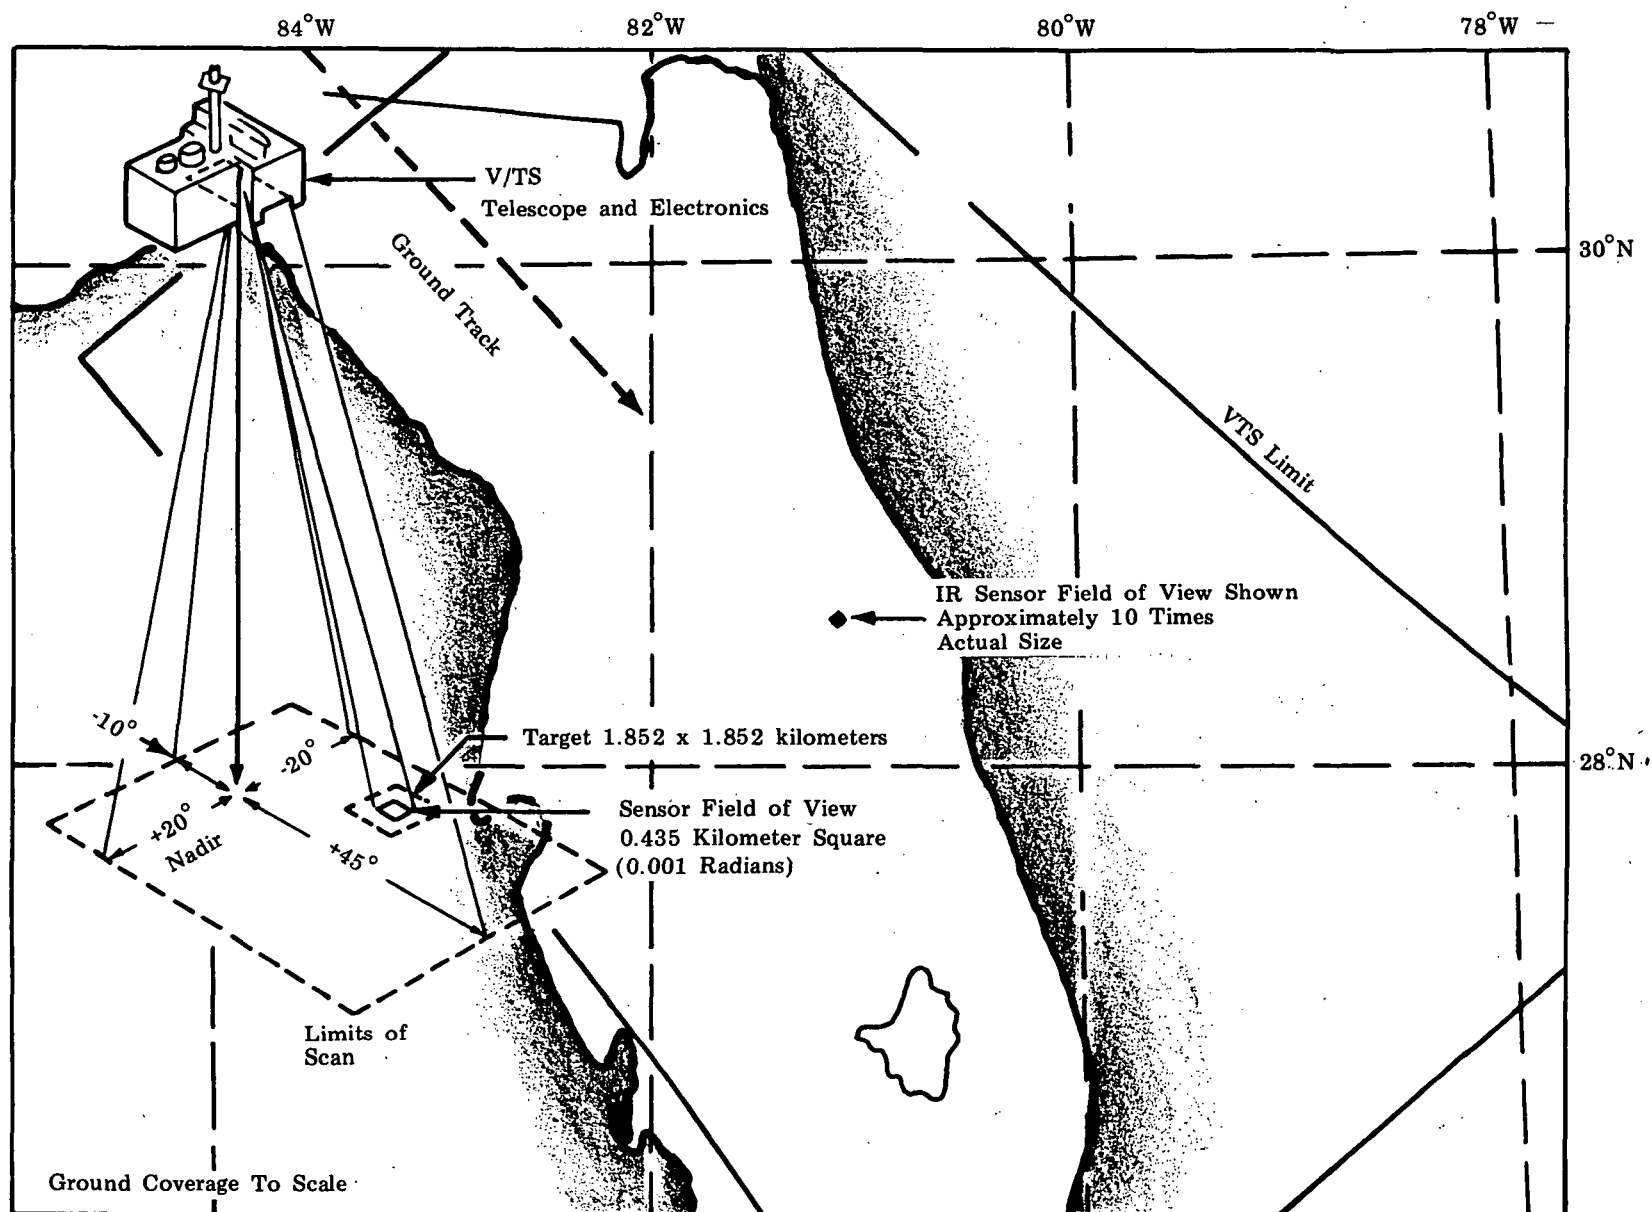 84°W
82°W
80°W
78°W
V/TS
Telescope and Electronics
Ground Track
30°N
VTS Limit
IR Sensor Field of View Shown
Approximately 10 Times
Actual Size
-10°
-20°
Target 1.852 x 1.852 kilometers
28°N
Sensor Field of View
0.435 Kilometer Square
(0.001 Radians)
+20°
Nadir
+45°
Limits of
Scan
Ground Coverage To Scale